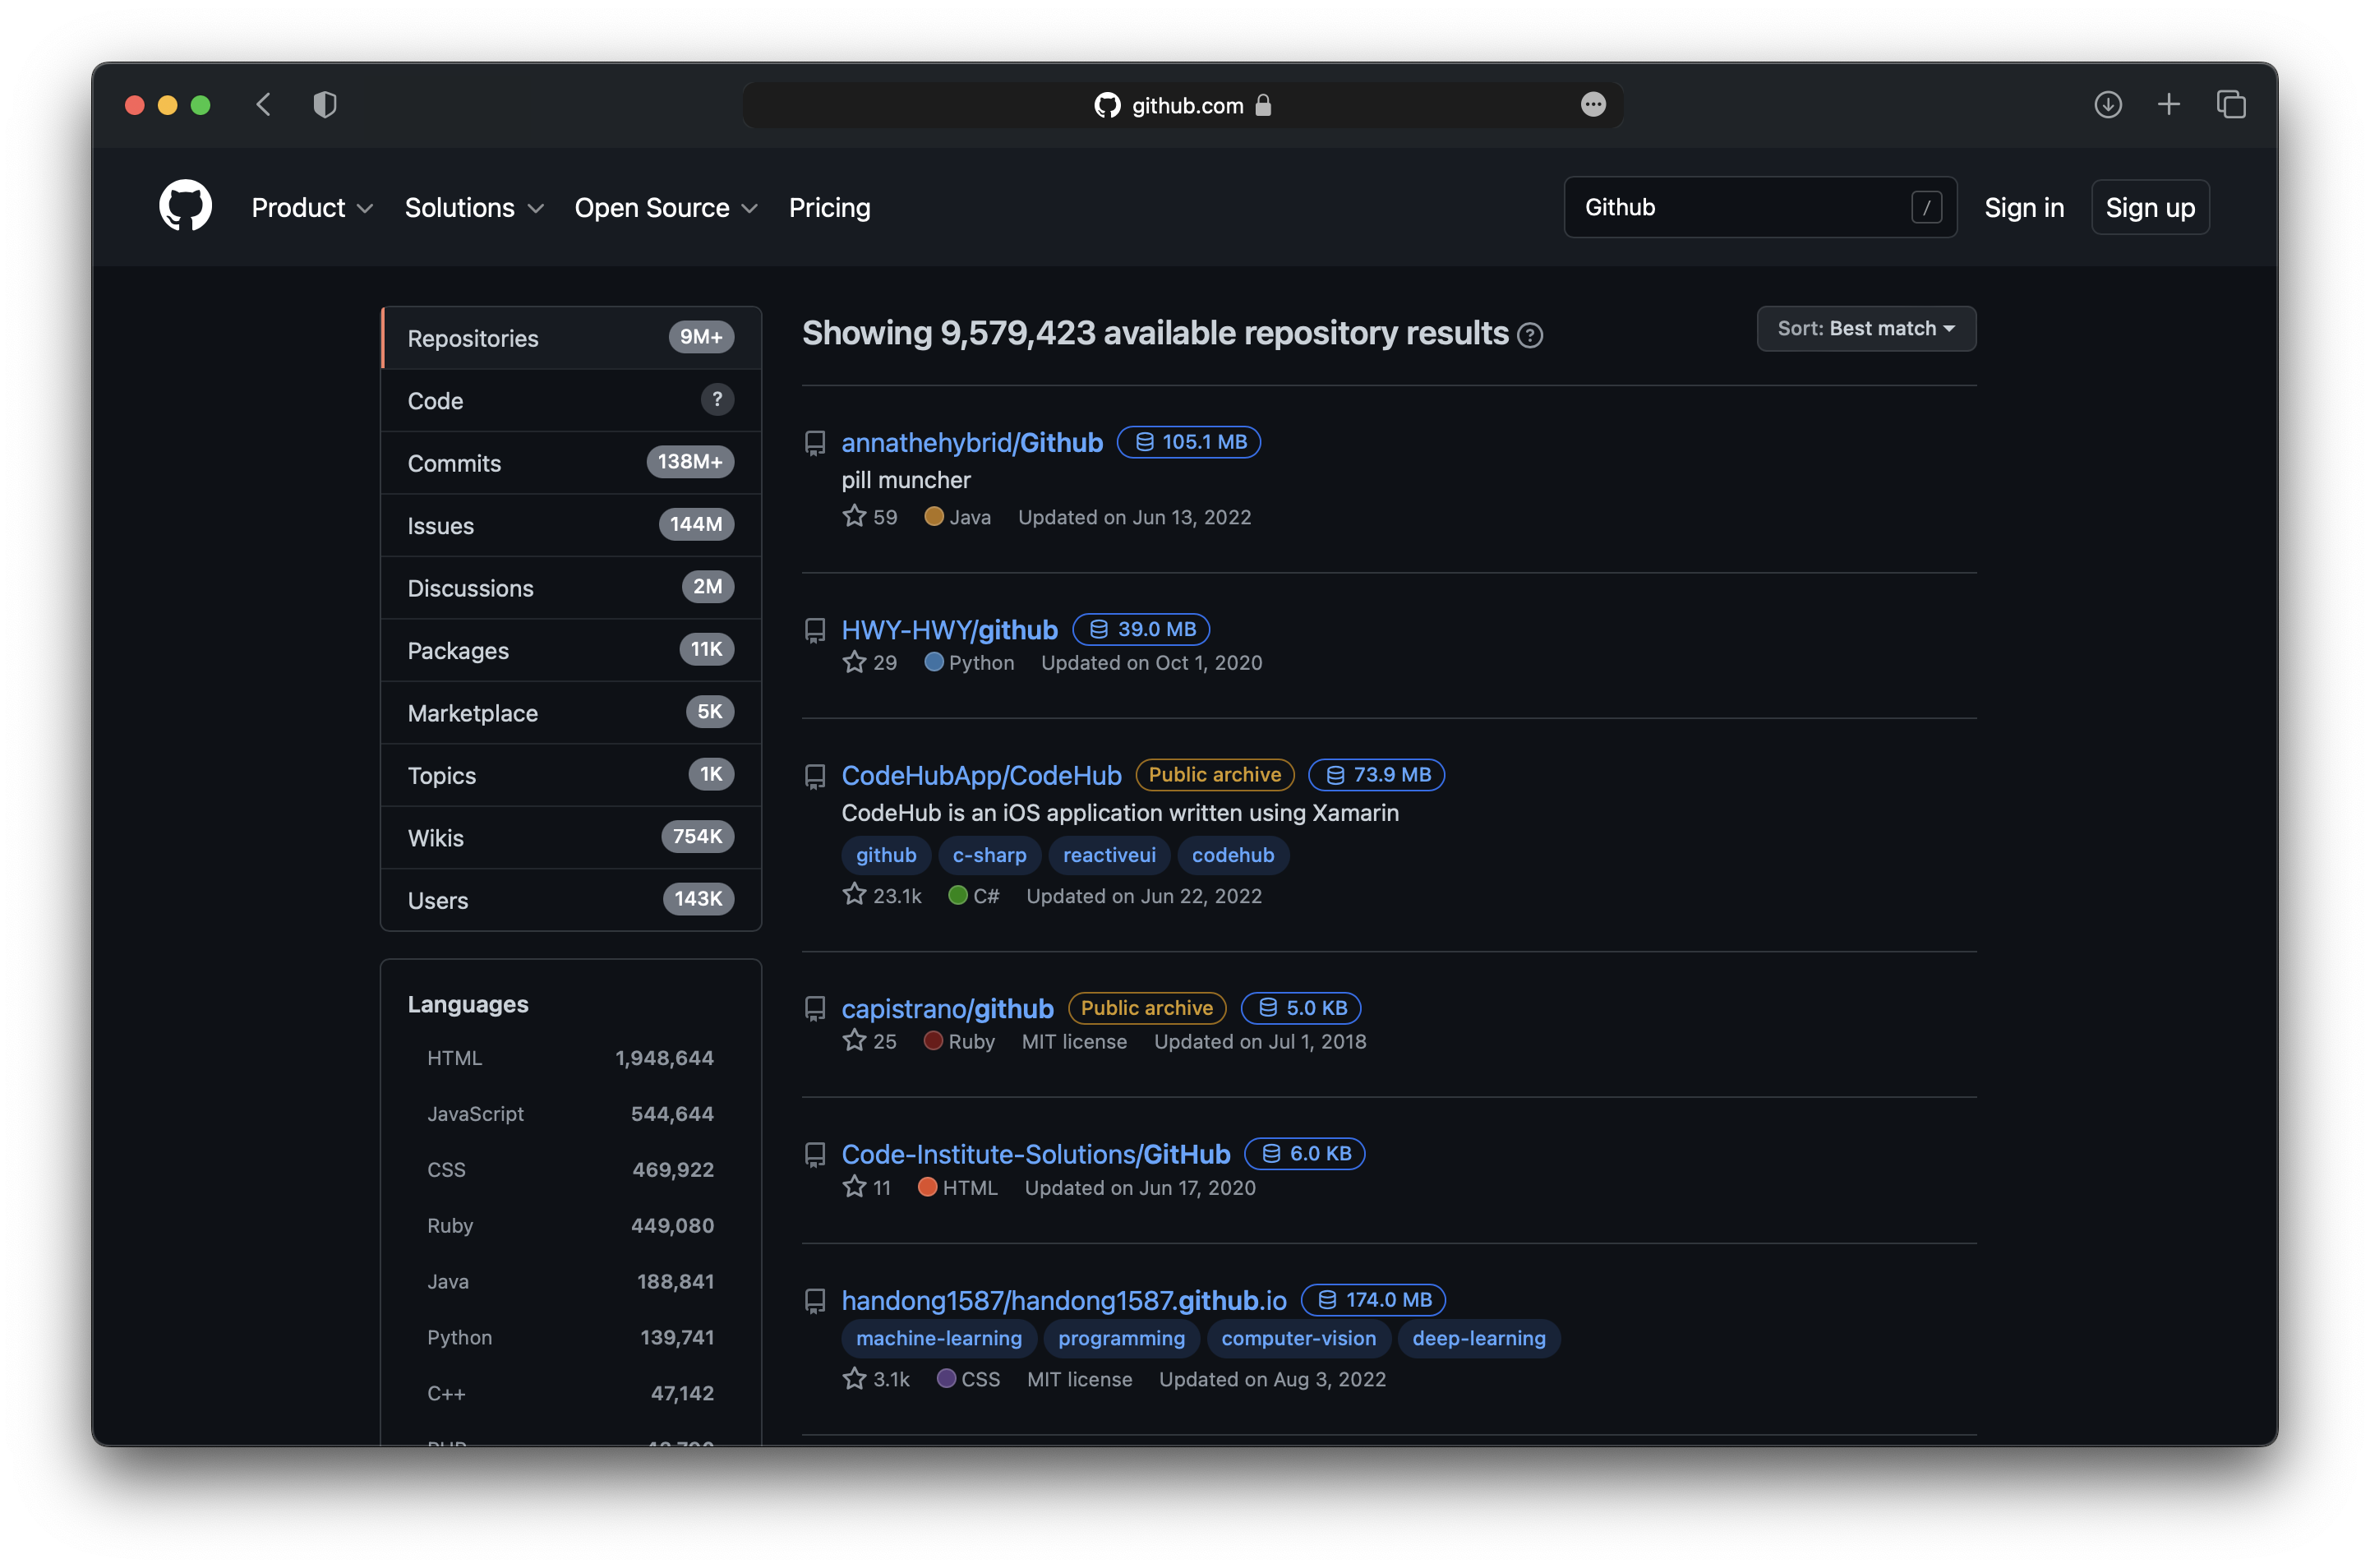 github.com
Product Solutions Open Source Pricing Github / Sign in Sign up
Repositories 9M+
Code ?
Commits 138M+
Issues 144M
Discussions 2M
Packages 11K
Marketplace 5K
Topics 1K
Wikis 754K
Users 143K
Languages
HTML 1,948,644
JavaScript 544,644
CSS 469,922
Ruby 449,080
Java 188,841
Python 139,741
C++ 47,142
Showing 9,579,423 available repository results ?
Sort: Best match
annathehybrid/Github 105.1 MB
pill muncher
59 Java Updated on Jun 13, 2022
HWY-HWY/github 39.0 MB
29 Python Updated on Oct 1, 2020
CodeHubApp/CodeHub Public archive 73.9 MB
CodeHub is an iOS application written using Xamarin
github c-sharp reactiveui codehub
23.1k C# Updated on Jun 22, 2022
capistrano/github Public archive 5.0 KB
25 Ruby MIT license Updated on Jul 1, 2018
Code-Institute-Solutions/GitHub 6.0 KB
11 HTML Updated on Jun 17, 2020
handong1587/handong1587.github.io 174.0 MB
machine-learning programming computer-vision deep-learning
3.1k CSS MIT license Updated on Aug 3, 2022